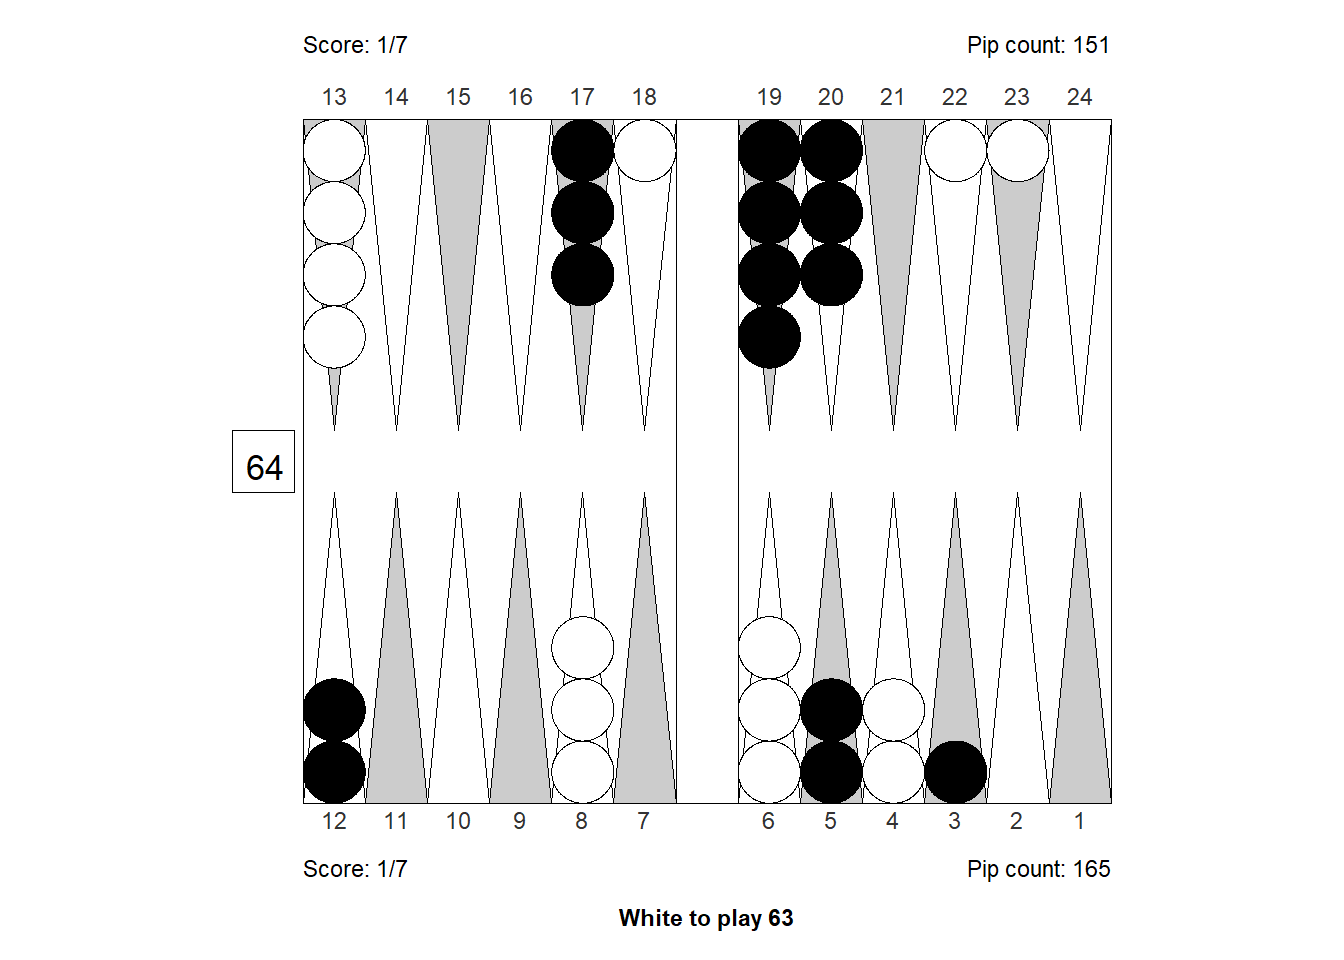 Score: 1/7 Pip count: 151
13 14 15 16 17 18 19 20 21 22 23 24
64
12 11 10 9 8 7 6 5 4 3 2 1
Score: 1/7 Pip count: 165
White to play 63